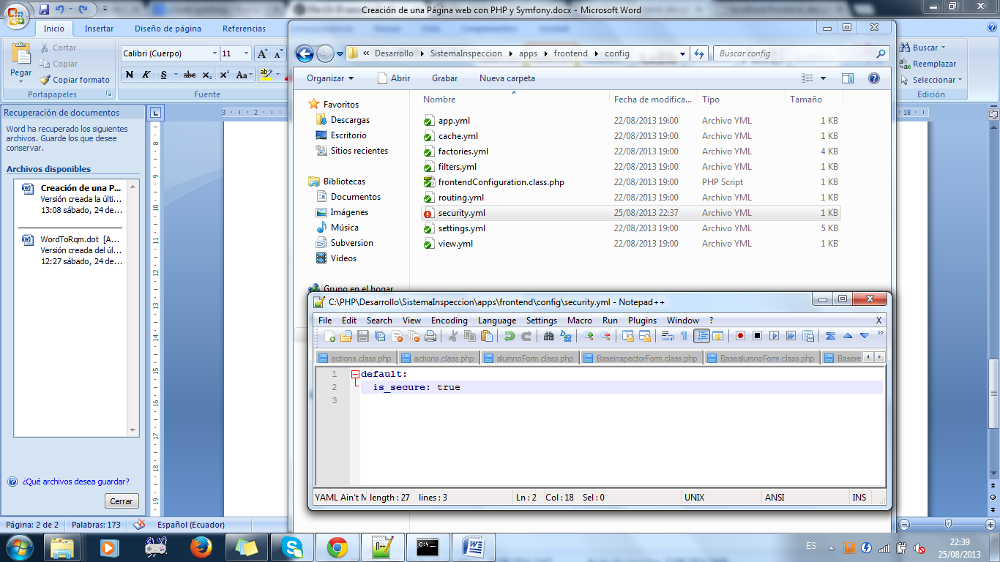 Creación de una Página web con PHP y Symfony.docx - Microsoft Word
Inicio Insertar Diseño de página Referencias
Pegar
Cortar
Copiar
Copiar formato
Portapapeles
Calibri (Cuerpo) 11
N K S abc x₂ x² Aa
Fuente
Buscar
Reemplazar
Seleccionar
Edición
Recuperación de documentos
Word ha recuperado los siguientes
archivos. Guarde los que desee
conservar.
Archivos disponibles
Creación de una P...
Versión creada la últi...
13:08 sábado, 24 de...
WordToRqm.dot [A...
Versión creada del úl...
12:27 sábado, 24 de...
¿Qué archivos desea guardar?
Cerrar
Página: 2 de 2 Palabras: 173 Español (Ecuador)
« Desarrollo SistemaInspeccion apps frontend config
Buscar config
Organizar Abrir Grabar Nueva carpeta
Favoritos
Descargas
Escritorio
Sitios recientes
Bibliotecas
Documentos
Imágenes
Música
Subversion
Vídeos
Grupo en el hogar
Nombre Fecha de modifica... Tipo Tamaño
app.yml 22/08/2013 19:00 Archivo YML 1 KB
cache.yml 22/08/2013 19:00 Archivo YML 1 KB
factories.yml 22/08/2013 19:00 Archivo YML 4 KB
filters.yml 22/08/2013 19:00 Archivo YML 1 KB
frontendConfiguration.class.php 22/08/2013 19:00 PHP Script 1 KB
routing.yml 22/08/2013 19:00 Archivo YML 1 KB
security.yml 25/08/2013 22:37 Archivo YML 1 KB
settings.yml 22/08/2013 19:00 Archivo YML 5 KB
view.yml 22/08/2013 19:00 Archivo YML 1 KB
C:\PHP\Desarrollo\SistemaInspeccion\apps\frontend\config\security.yml - Notepad++
File Edit Search View Encoding Language Settings Macro Run Plugins Window ? X
actions.class.php actions.class.php alumnoForm.class.php BaseinspectorForm.class.php BasealumnoForm.class.php Basere
1 default:
2 is_secure: true
3
YAML Ain't M length : 27 lines : 3 Ln : 2 Col : 18 Sel : 0 UNIX ANSI INS
ES
22:39
25/08/2013